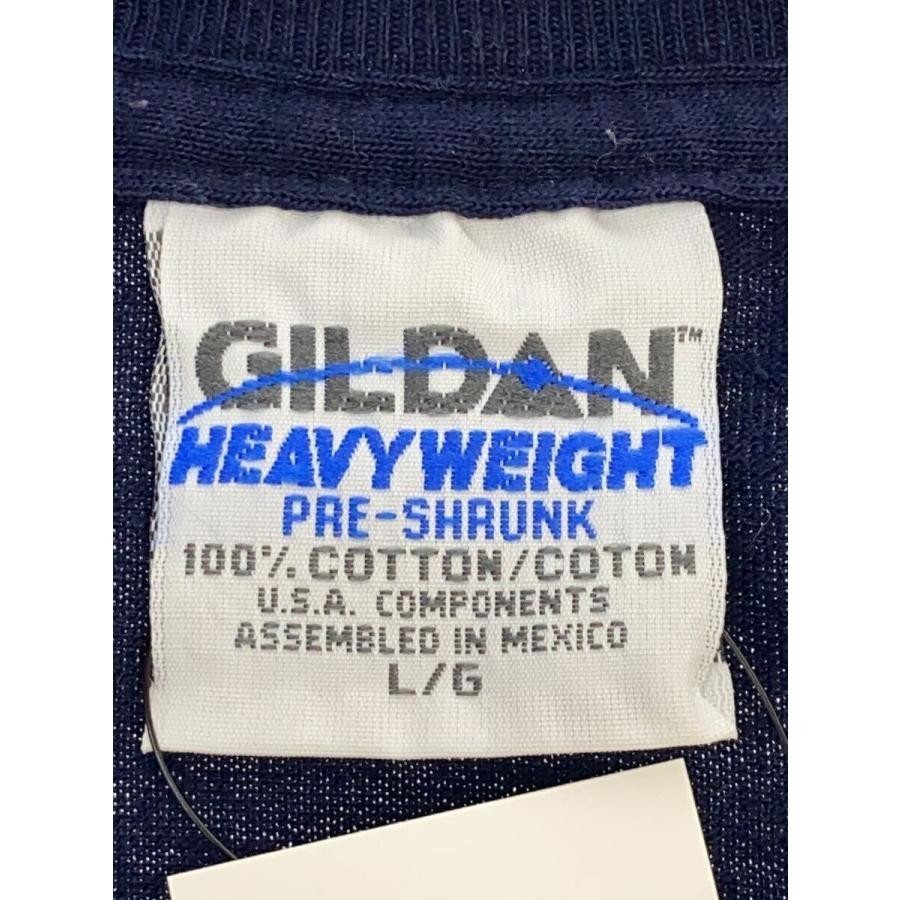 GILDAN™
HEAVYWEIGHT
PRE-SHRUNK
100% COTTON/COTON
U.S.A. COMPONENTS
ASSEMBLED IN MEXICO
L/G